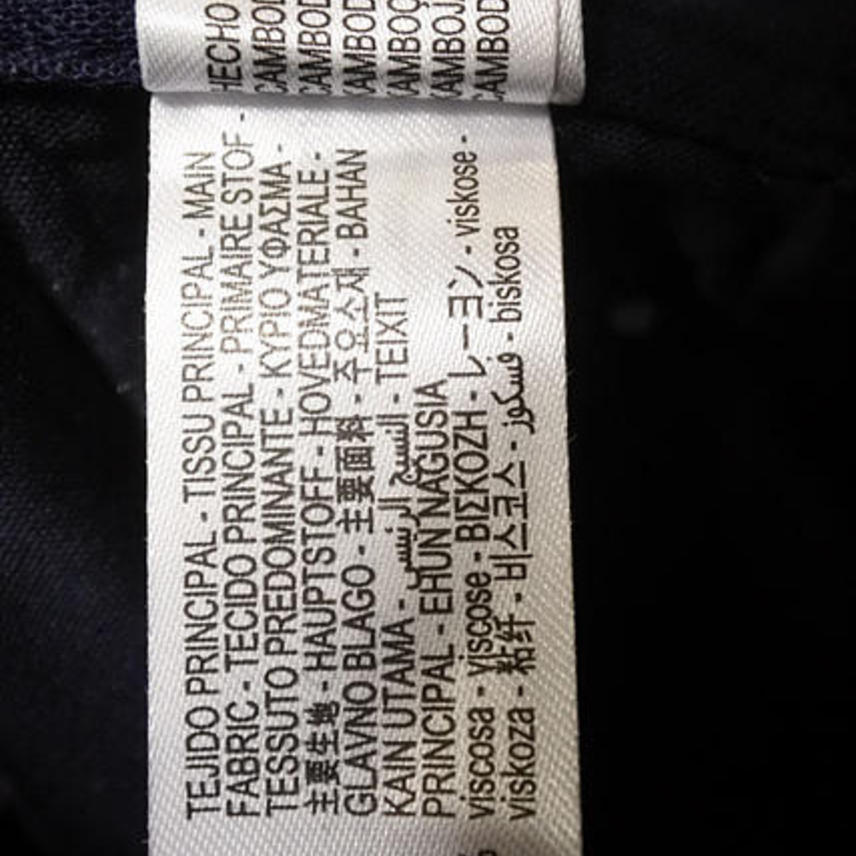 HECHO
CAMBOD
CAMBOD
CAMBOD
CAMBOÇ
CAMBOJA
CAMBOD
TEJIDO PRINCIPAL - TISSU PRINCIPAL - MAIN
FABRIC - TECIDO PRINCIPAL - PRIMAIRE STOF -
TESSUTO PREDOMINANTE - ΚΥΡΙΟ ΥΦΑΣΜΑ -
主要生地 - HAUPTSTOFF - HOVEDMATERIALE -
GLAVNO BLAGO - 主要面料 - 주요소재 - BAHAN
KAIN UTAMA - النسيج الرئيسي - TEIXIT
PRINCIPAL - EHUN NAGUSIA
viscosa - viscose - ΒΙΣΚΟΖΗ - レーヨン - viskose -
viskoza - 粘纤 - 비스코스 - فسكوز - biskosa